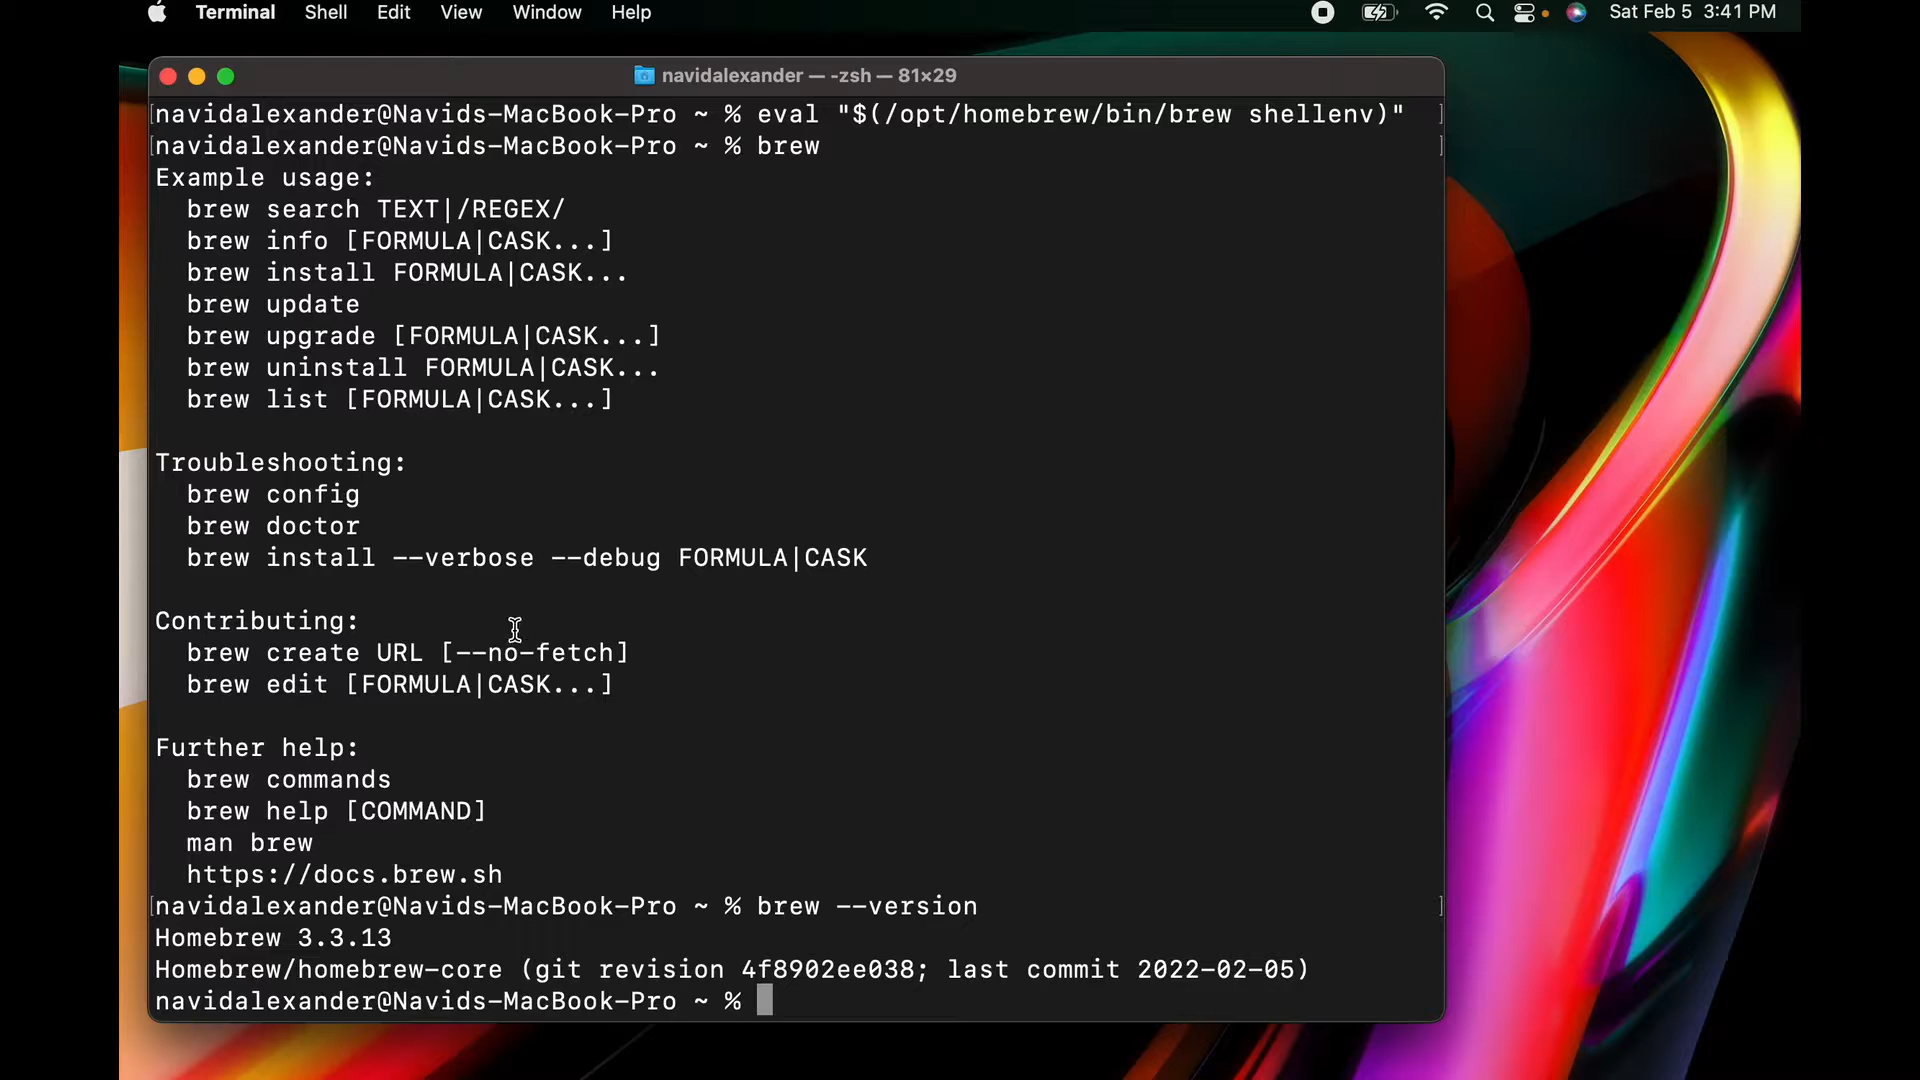 Terminal Shell Edit View Window Help Sat Feb 5 3:41 PM
navidalexander — -zsh — 81×29
navidalexander@Navids-MacBook-Pro ~ % eval "$(/opt/homebrew/bin/brew shellenv)"
navidalexander@Navids-MacBook-Pro ~ % brew
Example usage:
  brew search TEXT|/REGEX/
  brew info [FORMULA|CASK...]
  brew install FORMULA|CASK...
  brew update
  brew upgrade [FORMULA|CASK...]
  brew uninstall FORMULA|CASK...
  brew list [FORMULA|CASK...]
Troubleshooting:
  brew config
  brew doctor
  brew install --verbose --debug FORMULA|CASK
Contributing:
  brew create URL [--no-fetch]
  brew edit [FORMULA|CASK...]
Further help:
  brew commands
  brew help [COMMAND]
  man brew
  https://docs.brew.sh
navidalexander@Navids-MacBook-Pro ~ % brew --version
Homebrew 3.3.13
Homebrew/homebrew-core (git revision 4f8902ee038; last commit 2022-02-05)
navidalexander@Navids-MacBook-Pro ~ %